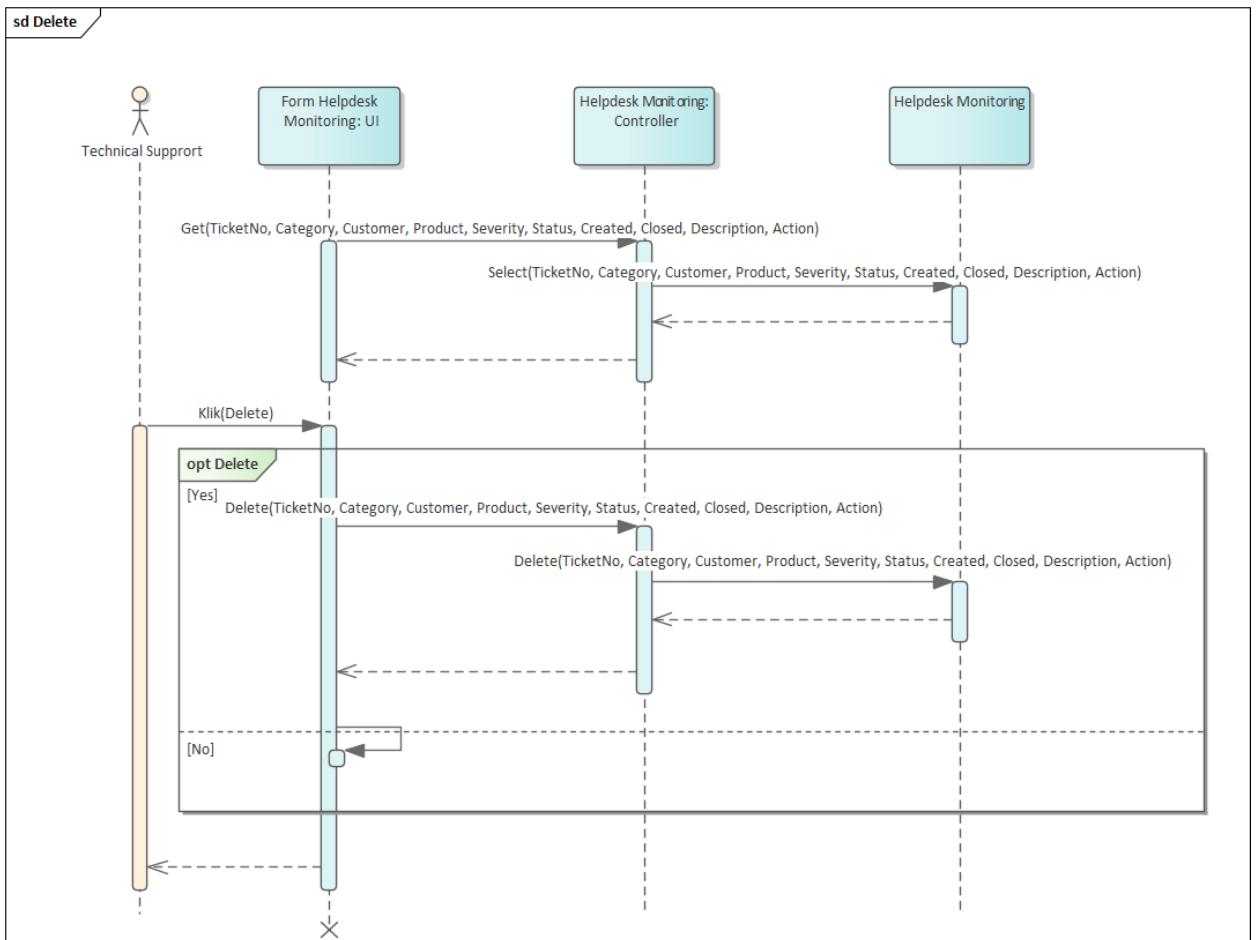 sd Delete
Technical Supprort
Form Helpdesk
Monitoring: UI
Helpdesk Monitoring:
Controller
Helpdesk Monitoring
Get(TicketNo, Category, Customer, Product, Severity, Status, Created, Closed, Description, Action)
Select(TicketNo, Category, Customer, Product, Severity, Status, Created, Closed, Description, Action)
Klik(Delete)
opt Delete
[Yes]
Delete(TicketNo, Category, Customer, Product, Severity, Status, Created, Closed, Description, Action)
Delete(TicketNo, Category, Customer, Product, Severity, Status, Created, Closed, Description, Action)
[No]